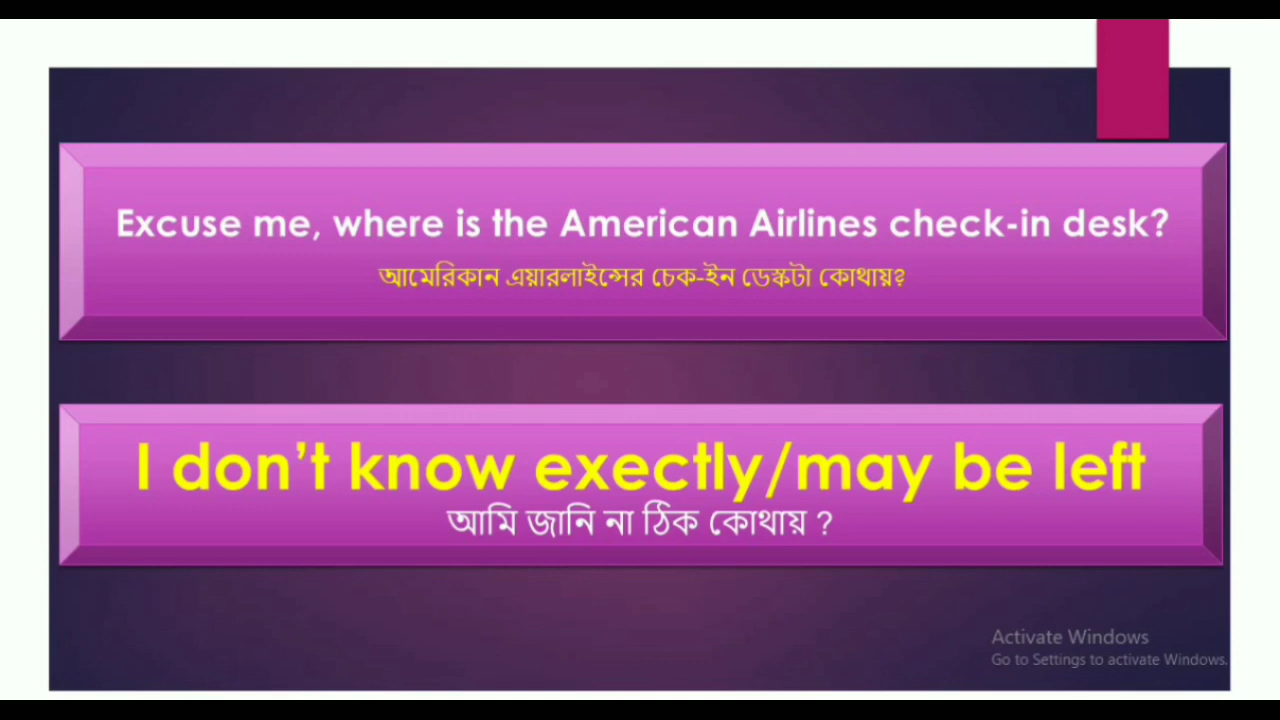 Excuse me, where is the American Airlines check-in desk?
আমেরিকান এয়ারলাইন্সের চেক-ইন ডেস্কটা কোথায়?
I don’t know exectly/may be left
আমি জানি না ঠিক কোথায় ?
Activate Windows
Go to Settings to activate Windows.